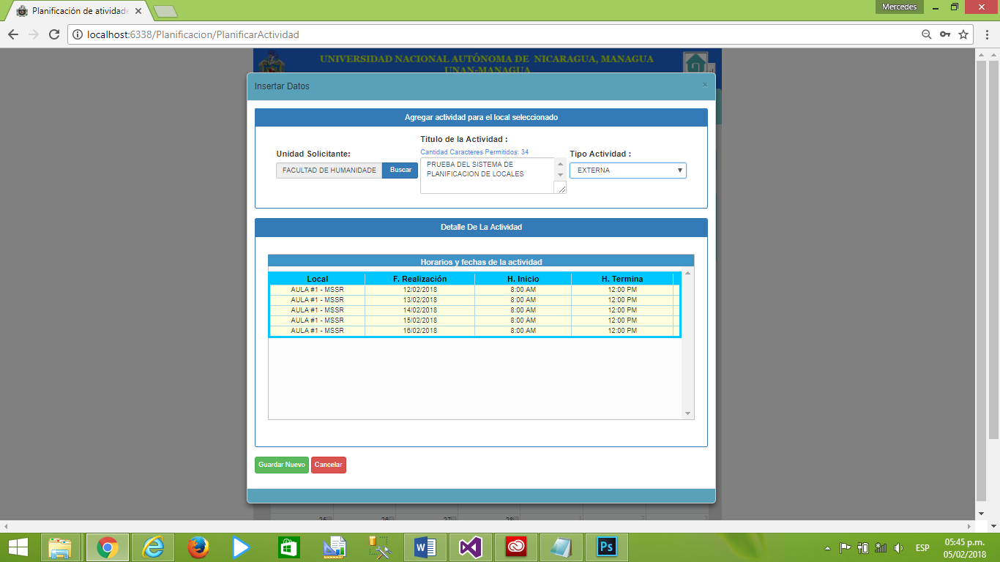 Planificación de atividade
Mercedes
localhost:6338/Planificacion/PlanificarActividad
UNIVERSIDAD NACIONAL AUTÓNOMA DE NICARAGUA, MANAGUA
UNAN-MANAGUA
Insertar Datos
×
Agregar actividad para el local seleccionado
Titulo de la Actividad :
Unidad Solicitante:
Cantidad Caracteres Permitidos: 34
Tipo Actividad :
FACULTAD DE HUMANIDADE
Buscar
PRUEBA DEL SISTEMA DE
PLANIFICACION DE LOCALES
EXTERNA
Detalle De La Actividad
Horarios y fechas de la actividad
Local F. Realización H. Inicio H. Termina
AULA #1 - MSSR 12/02/2018 8:00 AM 12:00 PM
AULA #1 - MSSR 13/02/2018 8:00 AM 12:00 PM
AULA #1 - MSSR 14/02/2018 8:00 AM 12:00 PM
AULA #1 - MSSR 15/02/2018 8:00 AM 12:00 PM
AULA #1 - MSSR 16/02/2018 8:00 AM 12:00 PM
Guardar Nuevo
Cancelar
25 26 27 28 1 2 3
Ps
ESP
05:45 p.m.
05/02/2018